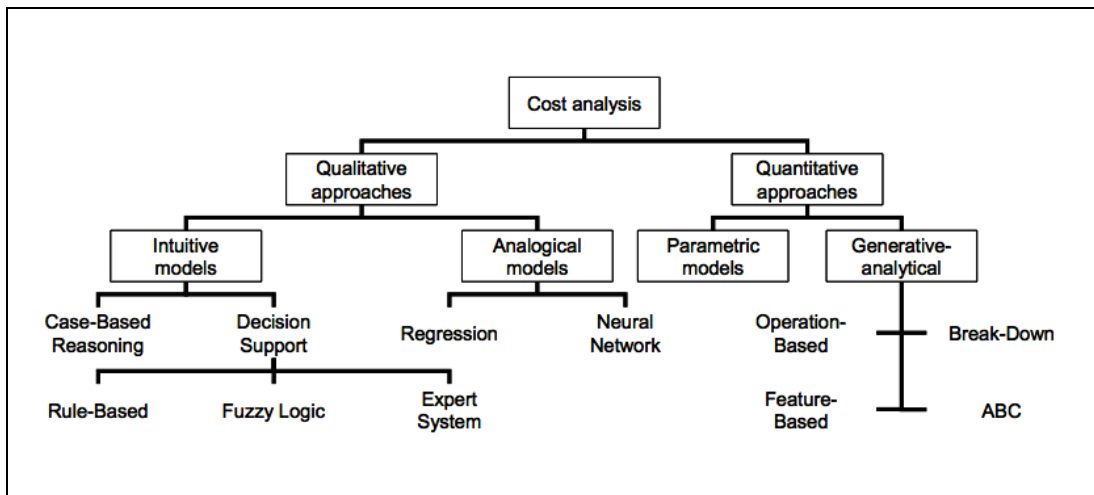 Cost analysis
Qualitative
approaches
Quantitative
approaches
Intuitive
models
Analogical
models
Parametric
models
Generative-
analytical
Case-Based
Reasoning
Decision
Support
Regression
Neural
Network
Operation-
Based
Break-Down
Rule-Based
Fuzzy Logic
Expert
System
Feature-
Based
ABC